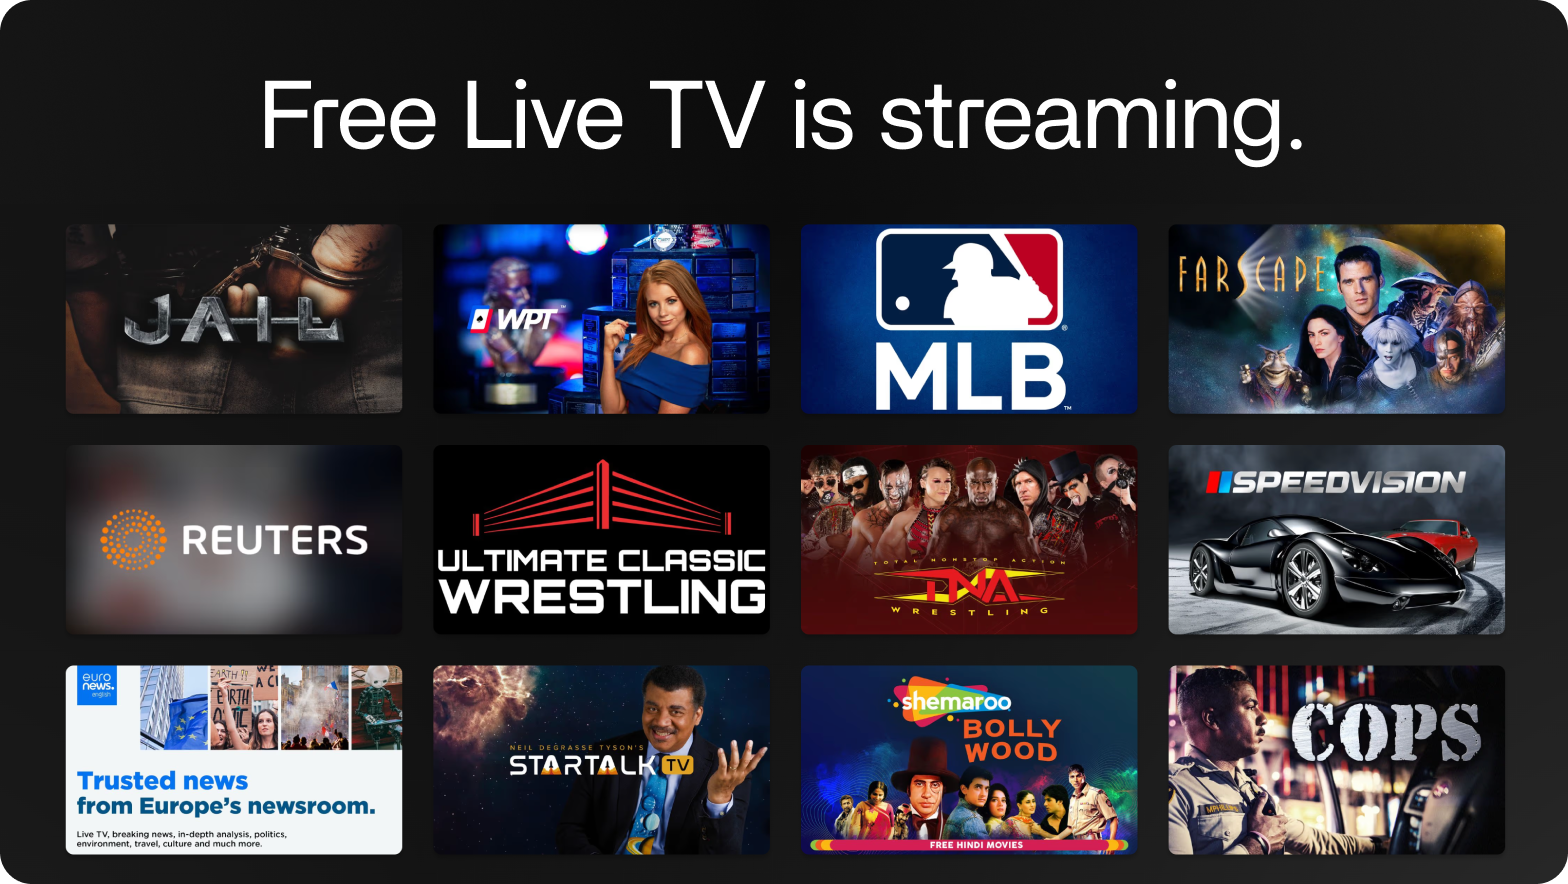 Free Live TV is streaming.
JAIL
WPT
MLB
FARSCAPE
REUTERS
ULTIMATE CLASSIC
WRESTLING
TOTAL NONSTOP ACTION
TNA
WRESTLING
SPEEDVISION
euro
news.
english
EARTH
Trusted news
from Europe's newsroom.
Live TV, breaking news, in-depth analysis, politics,
environment, travel, culture and much more.
NEIL DEGRASSE TYSON'S
STARTALK TV
shemaroo
BOLLY
WOOD
FREE HINDI MOVIES
COPS